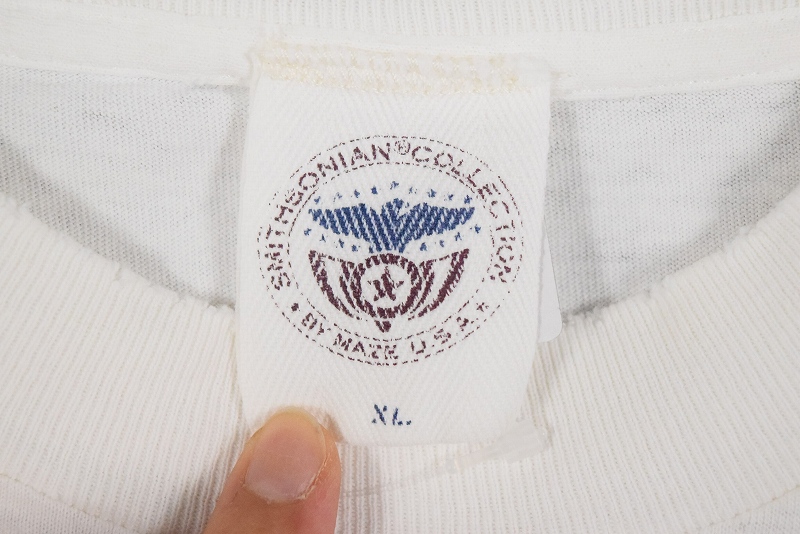 SMITHSONIAN® COLLECTION
BY MAZE U.S.A.
XL.